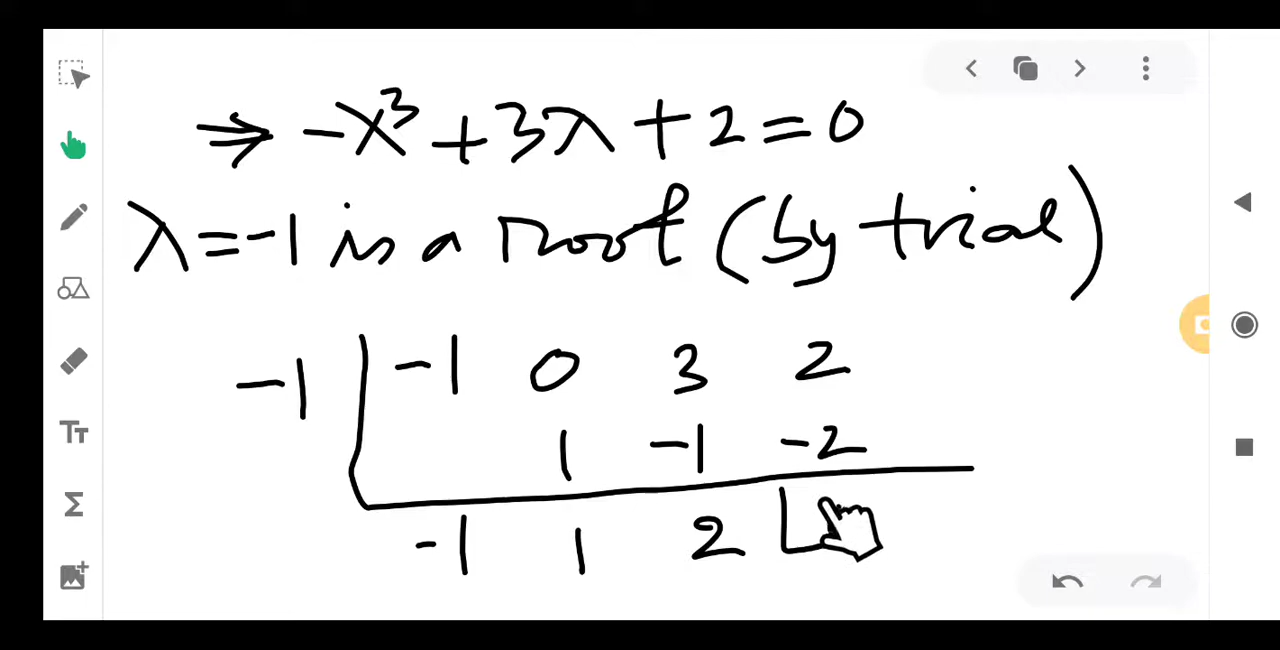 ⇒ -λ³ + 3λ + 2 = 0
λ = -1 is a root (by trial)
-1 | -1 0 3 2
1 -1 -2
-1 1 2
Tт
Σ